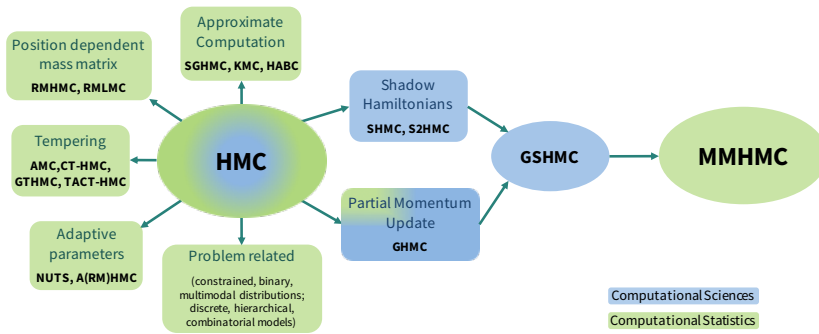 Approximate
Computation
SGHMC, KMC, HABC
Position dependent
mass matrix
RMHMC, RMLMC
Shadow
Hamiltonians
SHMC, S2HMC
Tempering
AMC,CT-HMC,
GTHMC, TACT-HMC
HMC
GSHMC
MMHMC
Partial Momentum
Update
GHMC
Adaptive
parameters
NUTS, A(RM)HMC
Problem related
(constrained, binary,
multimodal distributions;
discrete, hierarchical,
combinatorial models)
Computational Sciences
Computational Statistics